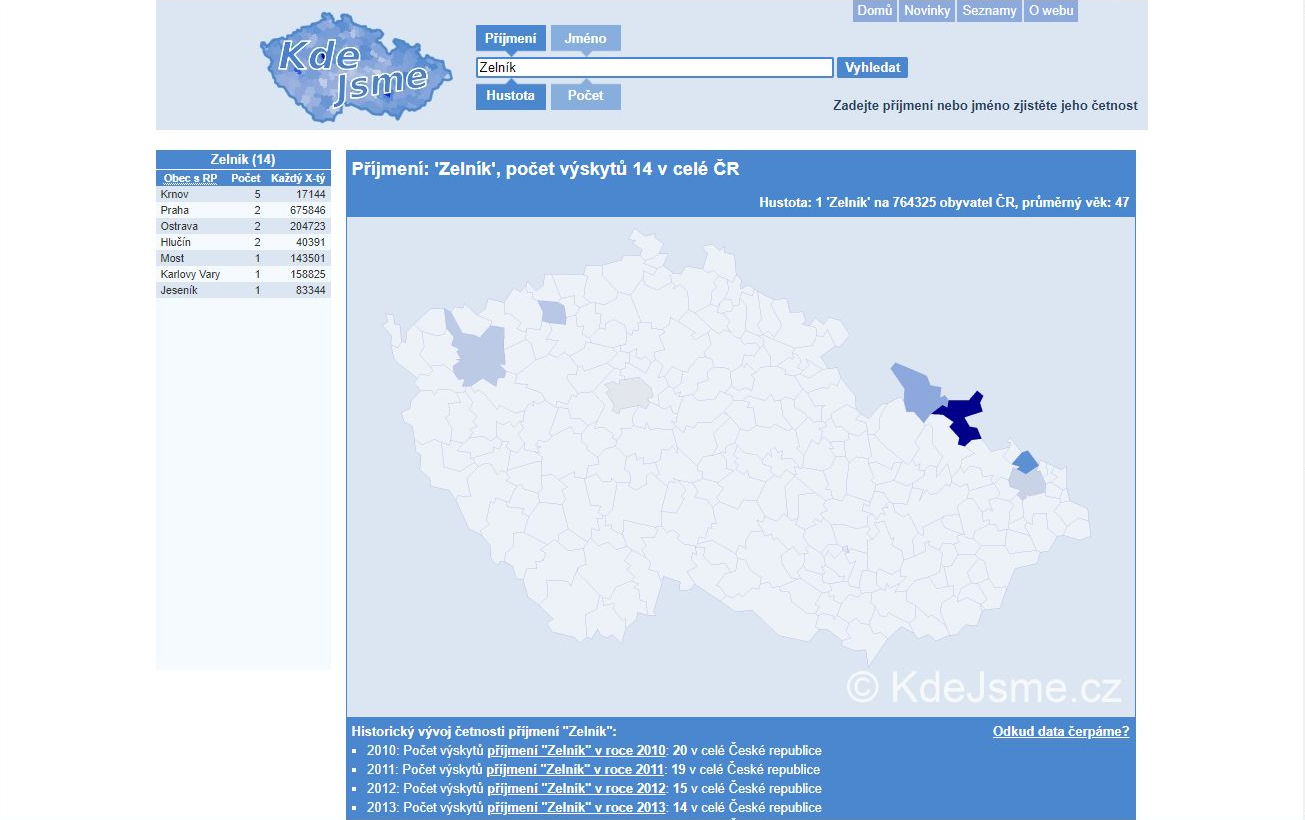 Domů Novinky Seznamy O webu
Kde
Jsme
Příjmení Jméno
Zelník Vyhledat
Hustota Počet
Zadejte příjmení nebo jméno zjistěte jeho četnost
Zelník (14)
Obec s RP Počet Každý X-tý
Krnov 5 17144
Praha 2 675846
Ostrava 2 204723
Hlučín 2 40391
Most 1 143501
Karlovy Vary 1 158825
Jeseník 1 83344
Příjmení: 'Zelník', počet výskytů 14 v celé ČR
Hustota: 1 'Zelník' na 764325 obyvatel ČR, průměrný věk: 47
© KdeJsme.cz
Historický vývoj četnosti příjmení "Zelník": Odkud data čerpáme?
2010: Počet výskytů příjmení "Zelník" v roce 2010: 20 v celé České republice
2011: Počet výskytů příjmení "Zelník" v roce 2011: 19 v celé České republice
2012: Počet výskytů příjmení "Zelník" v roce 2012: 15 v celé České republice
2013: Počet výskytů příjmení "Zelník" v roce 2013: 14 v celé České republice